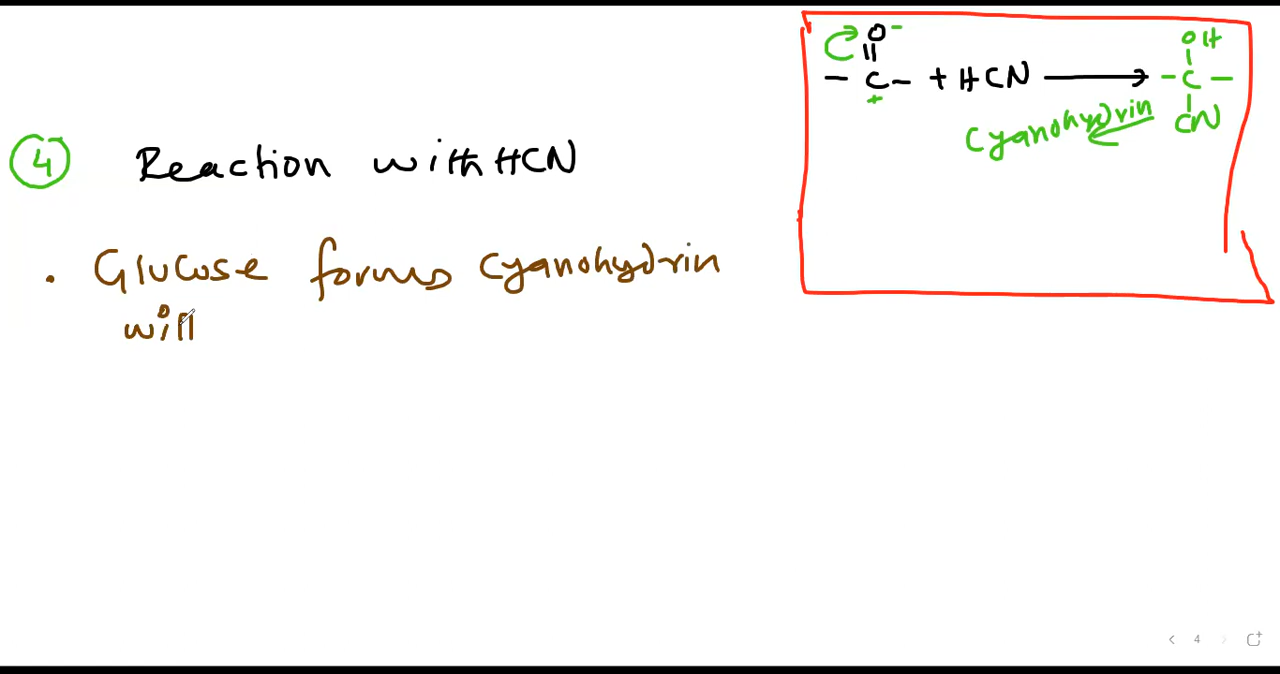 O -
- C - + HCN → - C -
+
OH
CN
Cyanohydrin
4 Reaction with HCN
. Glucose forms cyanohydrin
will
4